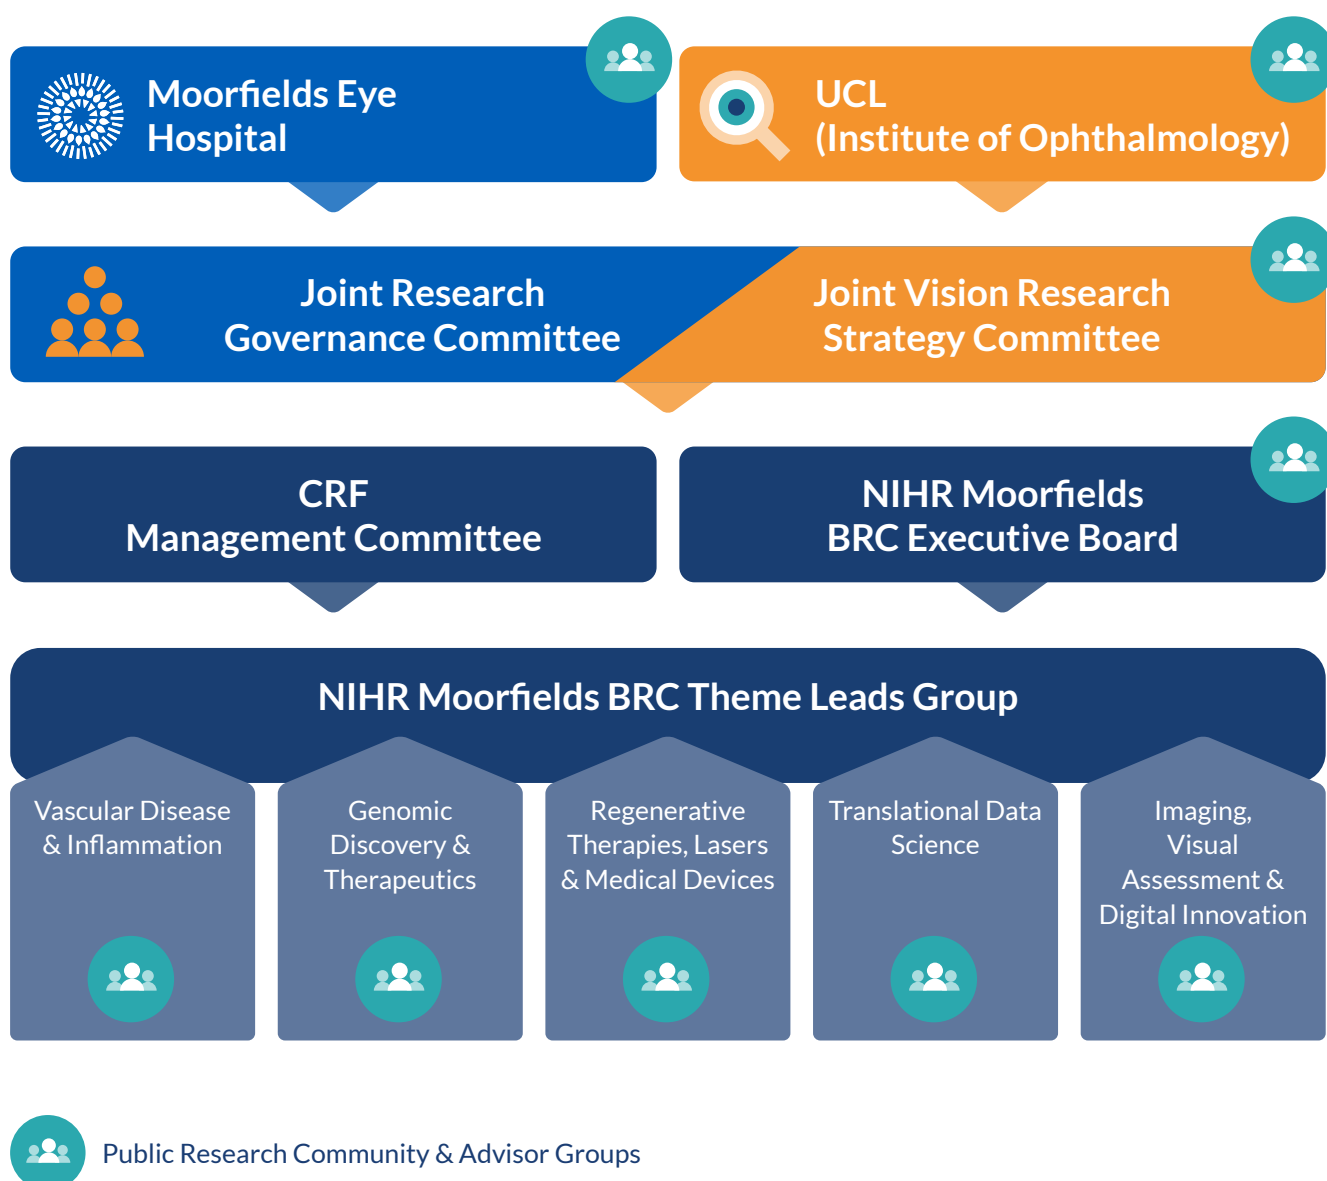 Moorfields Eye
Hospital
UCL
(Institute of Ophthalmology)
Joint Research
Governance Committee
Joint Vision Research
Strategy Committee
CRF
Management Committee
NIHR Moorfields
BRC Executive Board
NIHR Moorfields BRC Theme Leads Group
Vascular Disease
& Inflammation
Genomic
Discovery &
Therapeutics
Regenerative
Therapies, Lasers
& Medical Devices
Translational Data
Science
Imaging,
Visual
Assessment &
Digital Innovation
Public Research Community & Advisor Groups